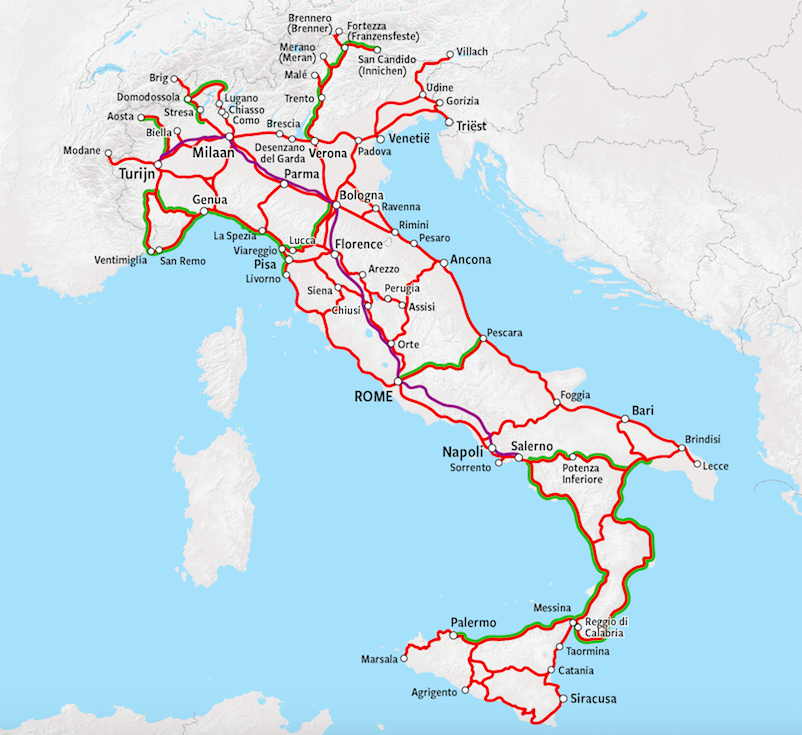 Brennero
(Brenner)
Fortezza
(Franzensfeste)
Merano
(Meran)
San Candido
(Innichen)
Villach
Malé
Brig
Udine
Domodossola
Lugano
Trento
Gorizia
Stresa
Chiasso
Aosta
Como
Triëst
Biella
Brescia
Venetië
Modane
Milaan
Desenzano
del Garda
Verona
Padova
Turijn
Parma
Genua
Bologna
Ravenna
La Spezia
Lucca
Rimini
Viareggio
Florence
Pesaro
Ventimiglia
San Remo
Pisa
Ancona
Livorno
Arezzo
Siena
Perugia
Chiusi
Assisi
Pescara
Orte
ROME
Foggia
Bari
Napoli
Salerno
Brindisi
Sorrento
Potenza
Inferiore
Lecce
Messina
Palermo
Reggio di
Calabria
Taormina
Marsala
Catania
Agrigento
Siracusa